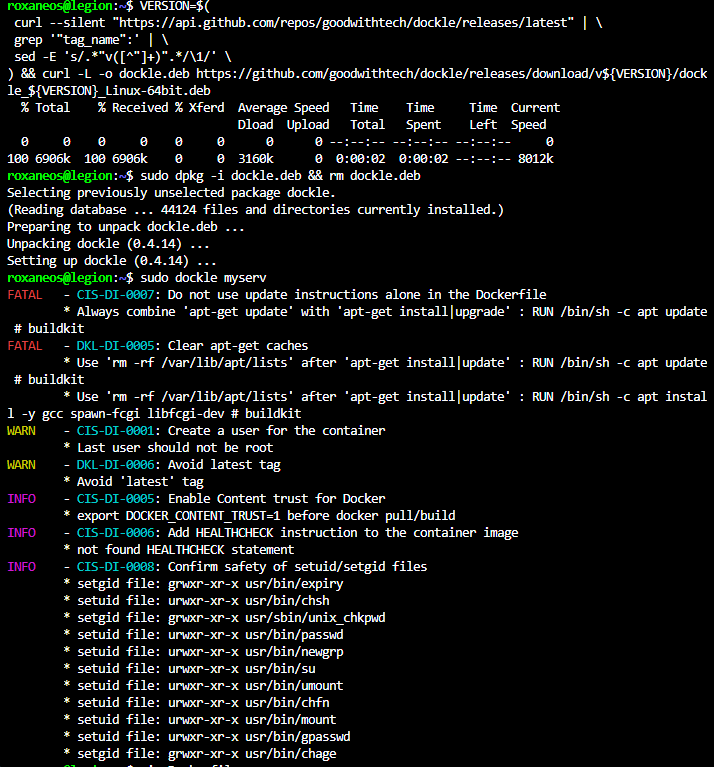 roxaneos@legion:~$ VERSION=$(
 curl --silent "https://api.github.com/repos/goodwithtech/dockle/releases/latest" | \
 grep '"tag_name":' | \
 sed -E 's/.*"v([^"]+)".*/\1/' \
) && curl -L -o dockle.deb https://github.com/goodwithtech/dockle/releases/download/v${VERSION}/dock
le_${VERSION}_Linux-64bit.deb
  % Total    % Received % Xferd  Average Speed   Time    Time     Time  Current
                                 Dload  Upload   Total   Spent    Left  Speed
  0     0    0     0    0     0      0      0 --:--:-- --:--:-- --:--:--     0
100 6906k  100 6906k    0     0  3160k      0  0:00:02  0:00:02 --:--:-- 8012k
roxaneos@legion:~$ sudo dpkg -i dockle.deb && rm dockle.deb
Selecting previously unselected package dockle.
(Reading database ... 44124 files and directories currently installed.)
Preparing to unpack dockle.deb ...
Unpacking dockle (0.4.14) ...
Setting up dockle (0.4.14) ...
roxaneos@legion:~$ sudo dockle myserv
FATAL   - CIS-DI-0007: Do not use update instructions alone in the Dockerfile
        * Always combine 'apt-get update' with 'apt-get install|upgrade' : RUN /bin/sh -c apt update
 # buildkit
FATAL   - DKL-DI-0005: Clear apt-get caches
        * Use 'rm -rf /var/lib/apt/lists' after 'apt-get install|update' : RUN /bin/sh -c apt update
 # buildkit
        * Use 'rm -rf /var/lib/apt/lists' after 'apt-get install|update' : RUN /bin/sh -c apt instal
l -y gcc spawn-fcgi libfcgi-dev # buildkit
WARN    - CIS-DI-0001: Create a user for the container
        * Last user should not be root
WARN    - DKL-DI-0006: Avoid latest tag
        * Avoid 'latest' tag
INFO    - CIS-DI-0005: Enable Content trust for Docker
        * export DOCKER_CONTENT_TRUST=1 before docker pull/build
INFO    - CIS-DI-0006: Add HEALTHCHECK instruction to the container image
        * not found HEALTHCHECK statement
INFO    - CIS-DI-0008: Confirm safety of setuid/setgid files
        * setgid file: grwxr-xr-x usr/bin/expiry
        * setuid file: urwxr-xr-x usr/bin/chsh
        * setgid file: grwxr-xr-x usr/sbin/unix_chkpwd
        * setuid file: urwxr-xr-x usr/bin/passwd
        * setuid file: urwxr-xr-x usr/bin/newgrp
        * setuid file: urwxr-xr-x usr/bin/su
        * setuid file: urwxr-xr-x usr/bin/umount
        * setuid file: urwxr-xr-x usr/bin/chfn
        * setuid file: urwxr-xr-x usr/bin/mount
        * setuid file: urwxr-xr-x usr/bin/gpasswd
        * setgid file: grwxr-xr-x usr/bin/chage